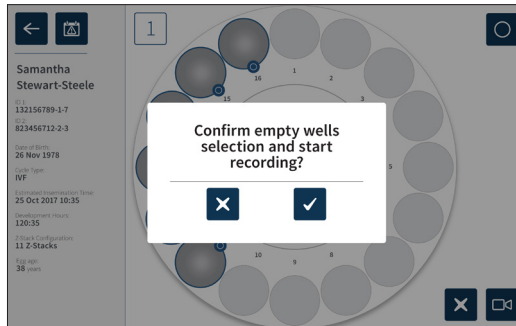 1
Samantha
Stewart-Steele
ID 1:
132156789-1-7
ID 2:
823456712-2-3
Date of Birth:
26 Nov 1978
Cycle Type:
IVF
Estimated Insemination Time:
25 Oct 2017 10:35
Development Hours:
120:35
Z-Stack Configuration:
11 Z-Stacks
Egg age:
38 years
16
1
2
15
3
Confirm empty wells
selection and start
recording?
5
10
9
8